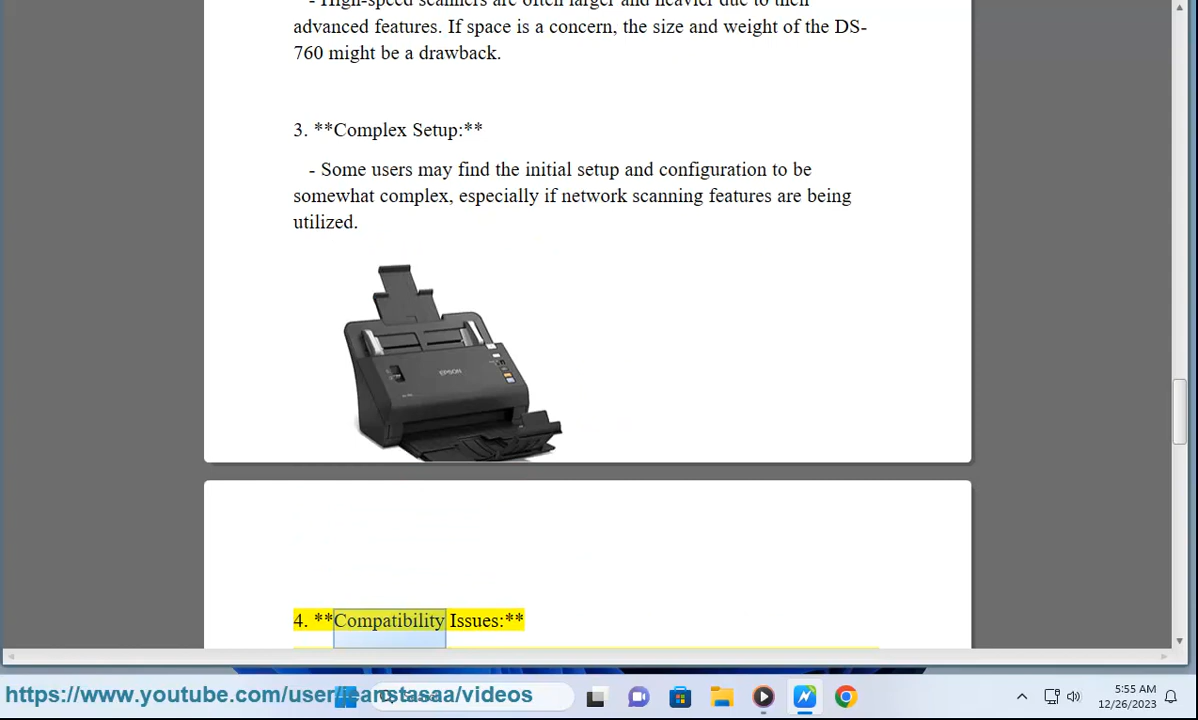 - High-speed scanners are often larger and heavier due to their
advanced features. If space is a concern, the size and weight of the DS-
760 might be a drawback.
3. **Complex Setup:**
- Some users may find the initial setup and configuration to be
somewhat complex, especially if network scanning features are being
utilized.
EPSON
4. **Compatibility Issues:**
https://www.youtube.com/user/leanstasaa/videos
5:55 AM
12/26/2023